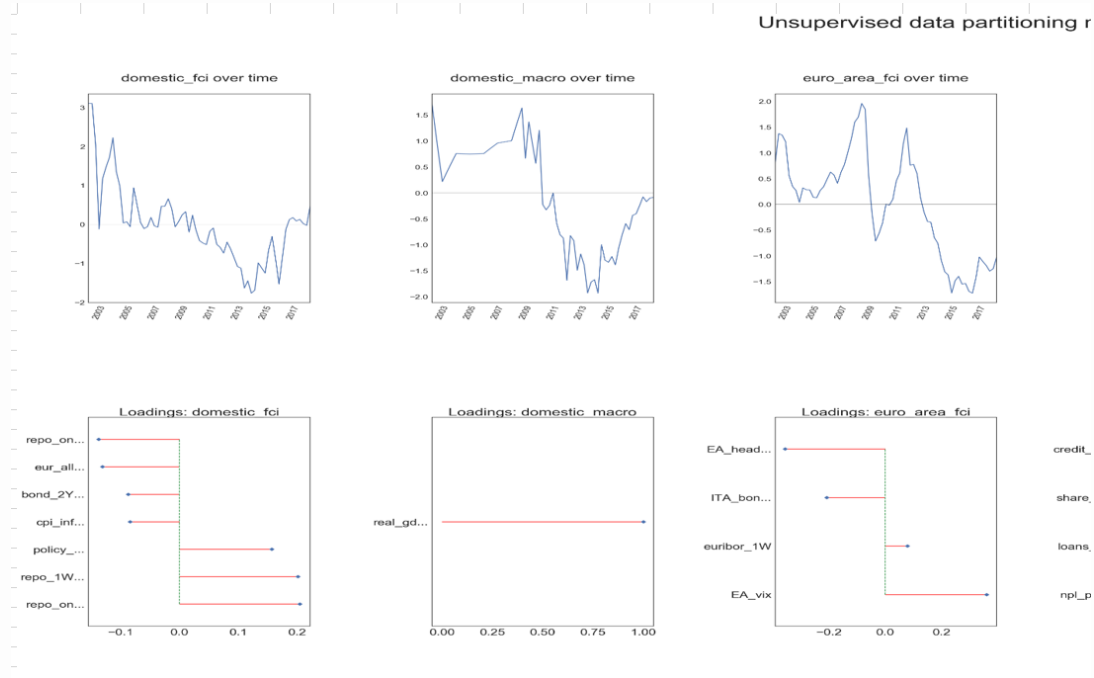 Unsupervised data partitioning r
domestic_fci over time
domestic_macro over time
euro_area_fci over time
3
2
1
0
−1
−2
2003
2005
2007
2009
2011
2013
2015
2017
1.5
1.0
0.5
0.0
−0.5
−1.0
−1.5
−2.0
2003
2005
2007
2009
2011
2013
2015
2017
2.0
1.5
1.0
0.5
0.0
−0.5
−1.0
−1.5
2003
2005
2007
2009
2011
2013
2015
2017
Loadings: domestic_fci
repo_on...
eur_all...
bond_2Y...
cpi_inf...
policy_...
repo_1W...
repo_on...
−0.1 0.0 0.1 0.2
Loadings: domestic_macro
real_gd...
0.00 0.25 0.50 0.75 1.00
Loadings: euro_area_fci
EA_head...
ITA_bon...
euribor_1W
EA_vix
−0.2 0.0 0.2
credit_
share_
loans_
npl_p